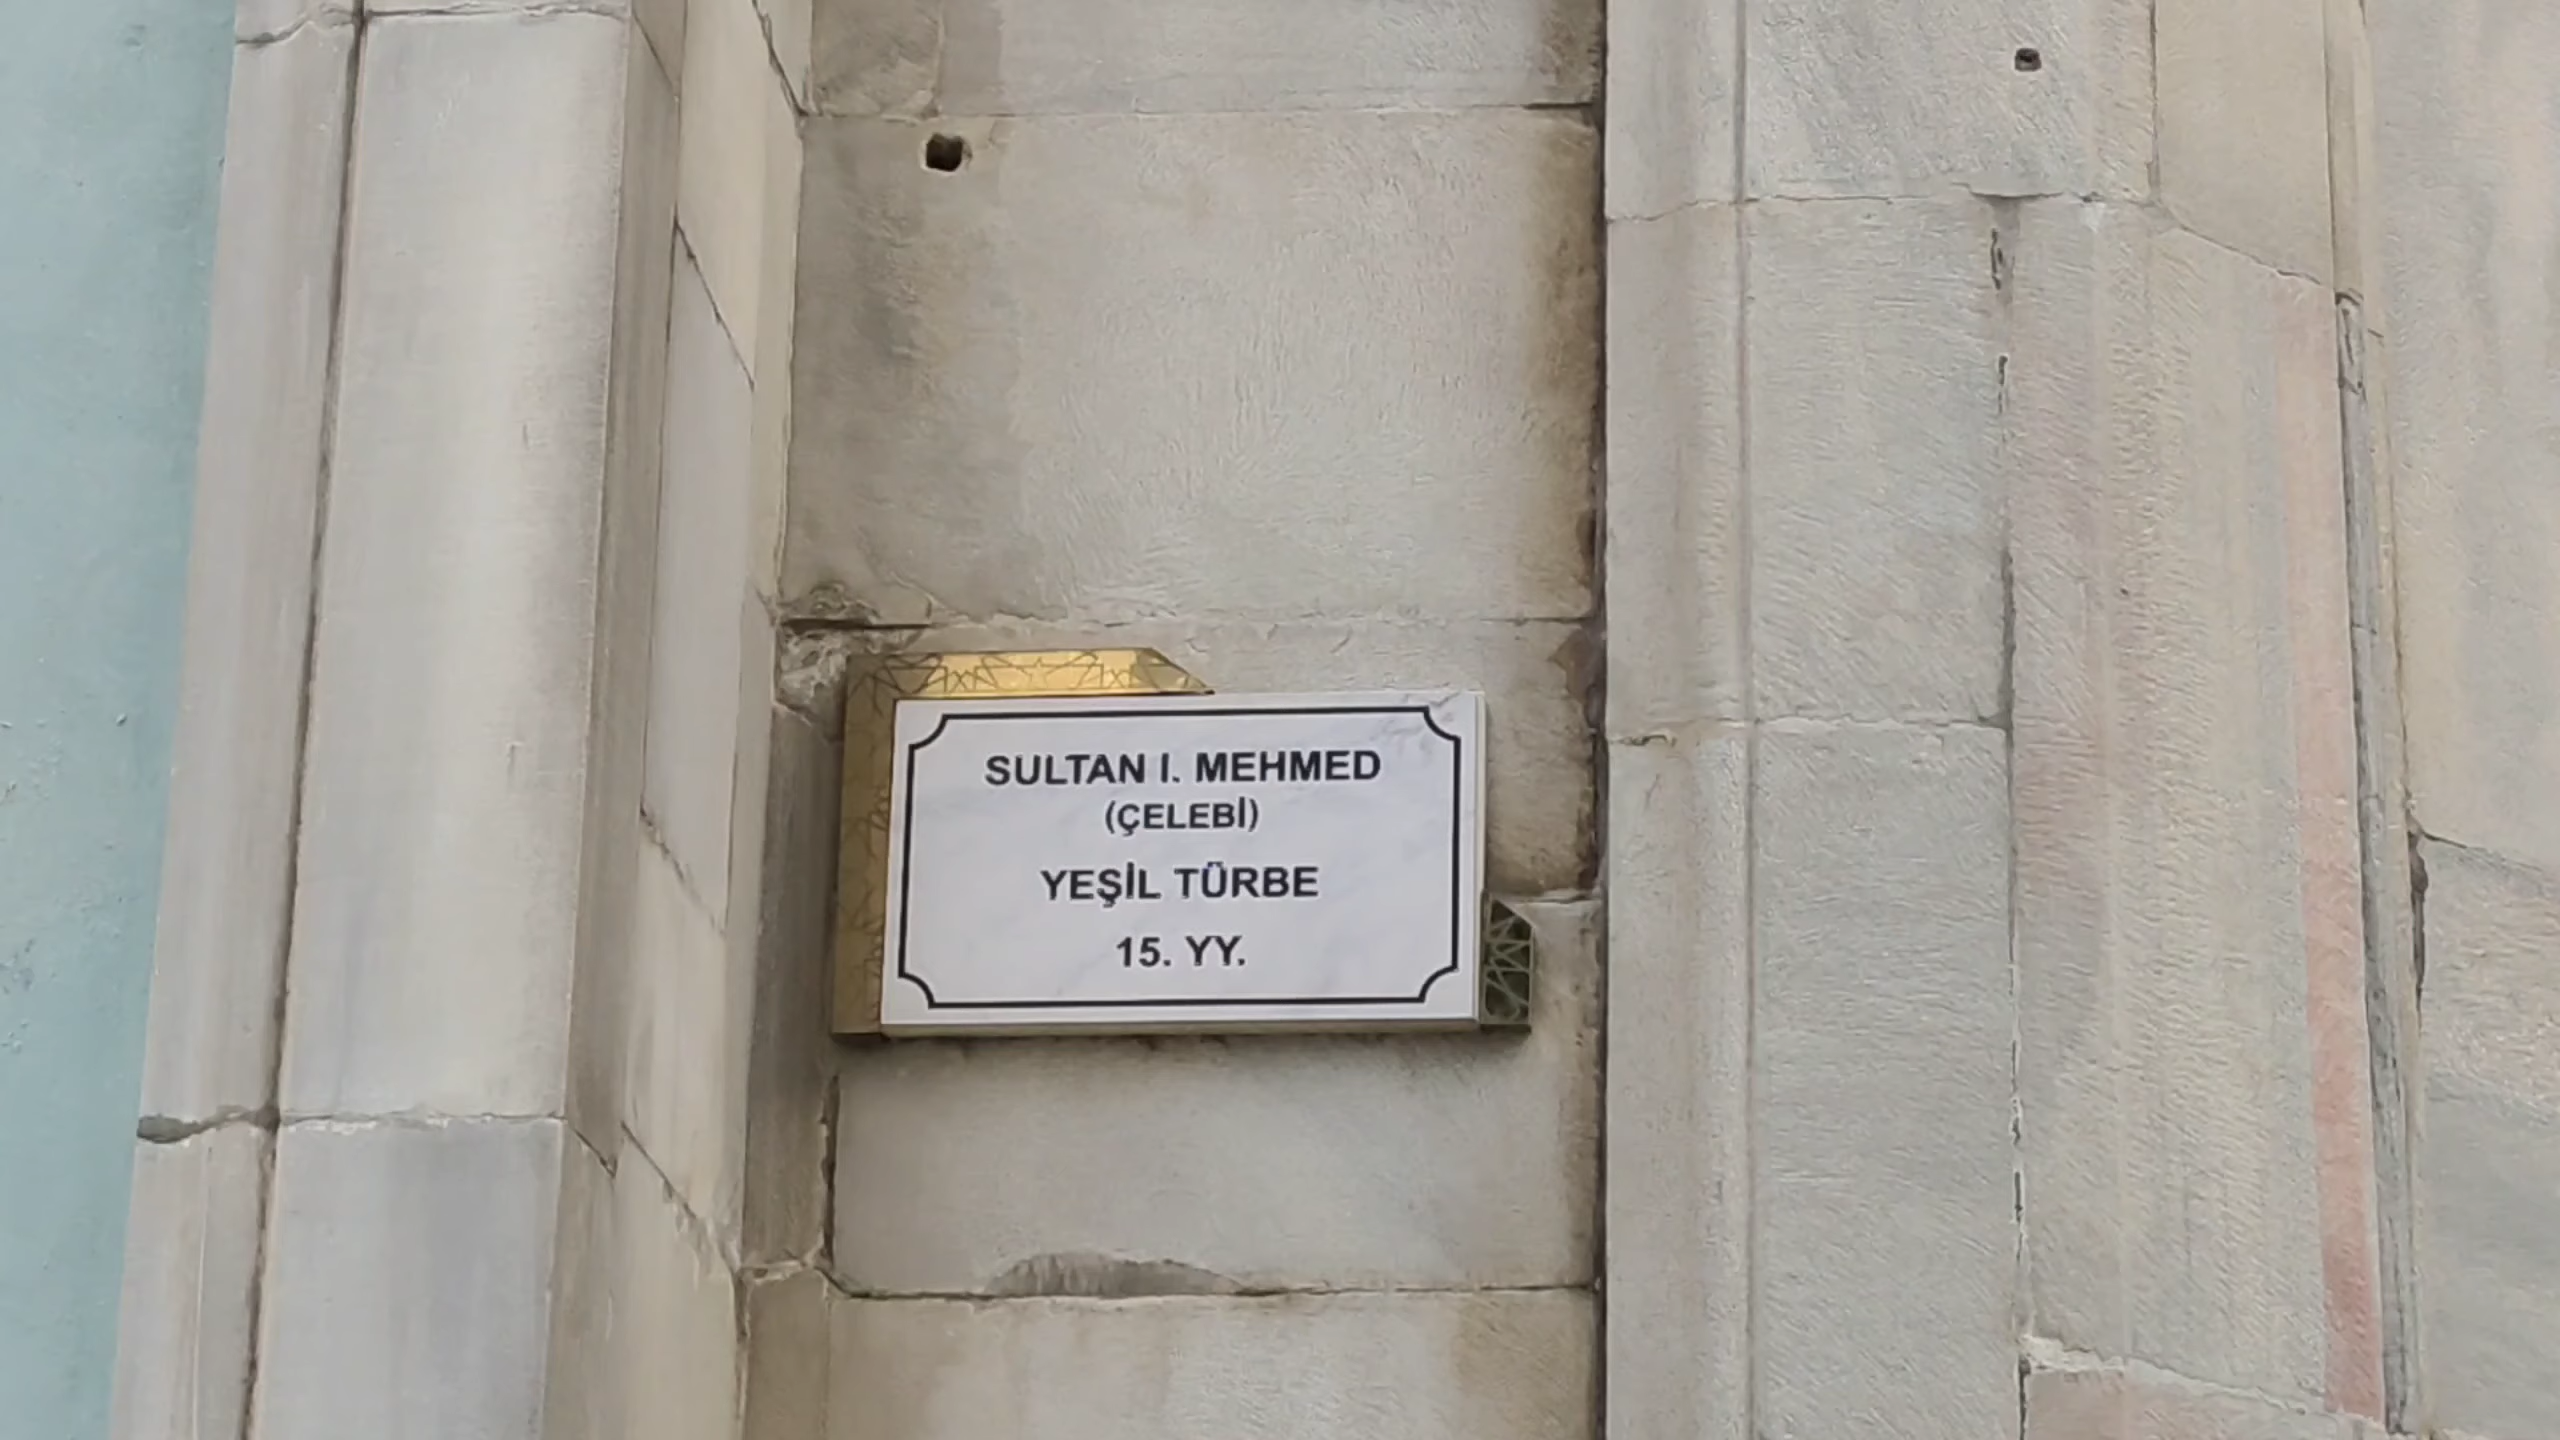 SULTAN I. MEHMED
(ÇELEBİ)
YEŞİL TÜRBE
15. YY.